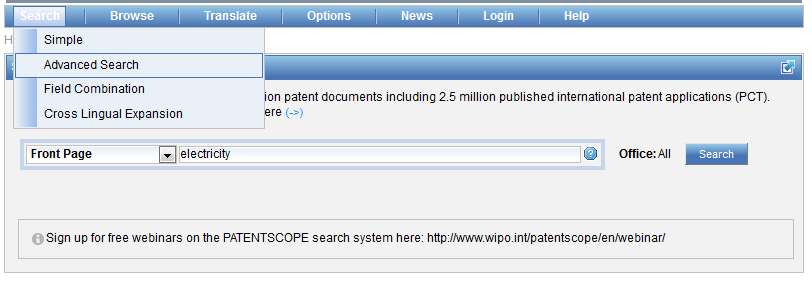 Search Browse Translate Options News Login Help
H
Simple
Advanced Search
Field Combination
Cross Lingual Expansion
ion patent documents including 2.5 million published international patent applications (PCT).
ere (->)
Front Page electricity Office: All Search
Sign up for free webinars on the PATENTSCOPE search system here: http://www.wipo.int/patentscope/en/webinar/